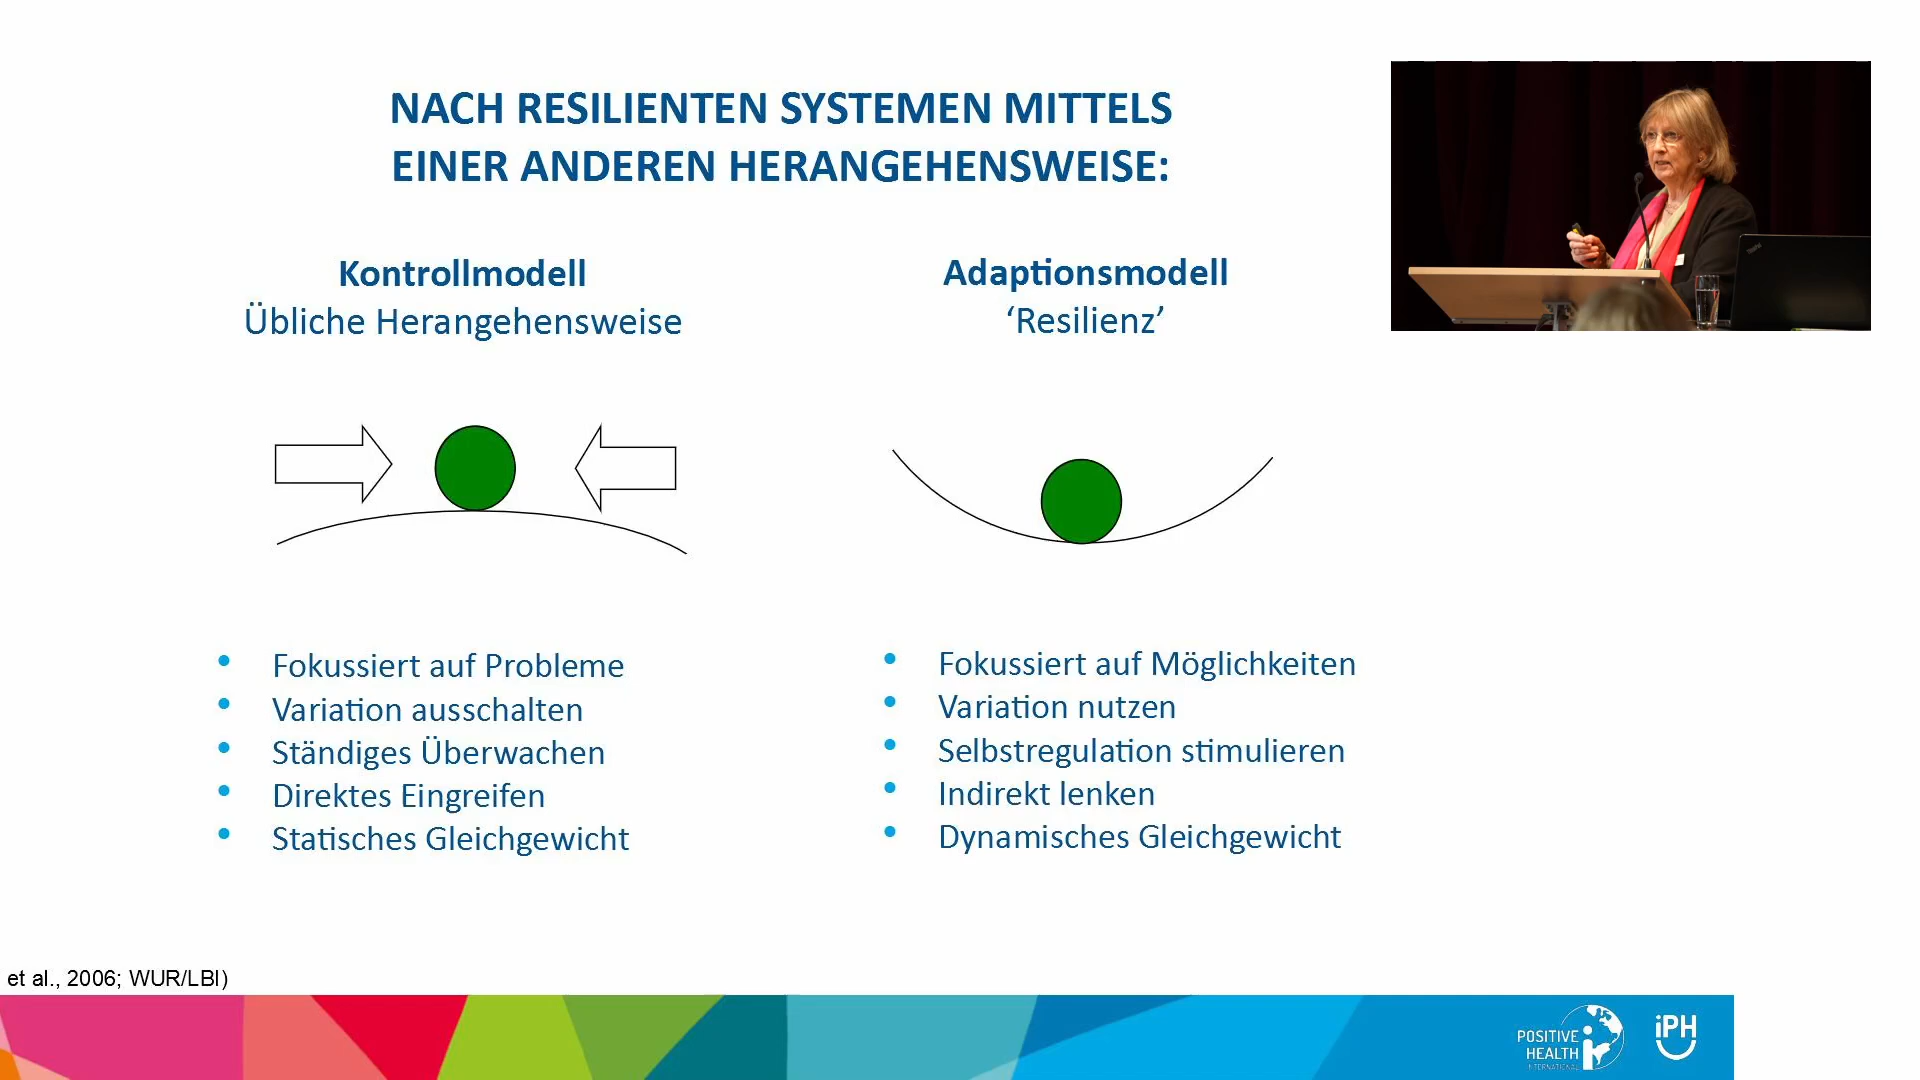 NACH RESILIENTEN SYSTEMEN MITTELS
EINER ANDEREN HERANGEHENSWEISE:
Kontrollmodell
Übliche Herangehensweise
• Fokussiert auf Probleme
• Variation ausschalten
• Ständiges Überwachen
• Direktes Eingreifen
• Statisches Gleichgewicht
Adaptionsmodell
‘Resilienz’
• Fokussiert auf Möglichkeiten
• Variation nutzen
• Selbstregulation stimulieren
• Indirekt lenken
• Dynamisches Gleichgewicht
et al., 2006; WUR/LBI)
POSITIVE
HEALTH
INTERNATIONAL
iPH